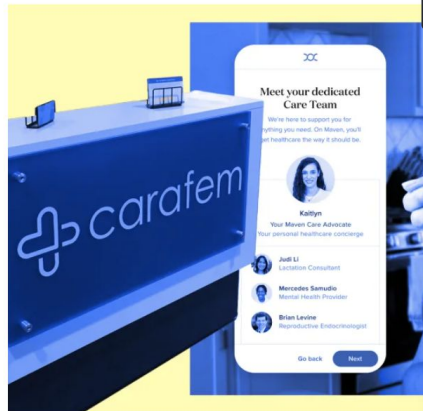 carafem
Meet your dedicated
Care Team
We're here to support you for
anything you need. On Maven, you'll
get healthcare the way it should be.
Kaitlyn
Your Maven Care Advocate
Your personal healthcare concierge
Judi Li
Lactation Consultant
Mercedes Samudio
Mental Health Provider
Brian Levine
Reproductive Endocrinologist
Go back
Next